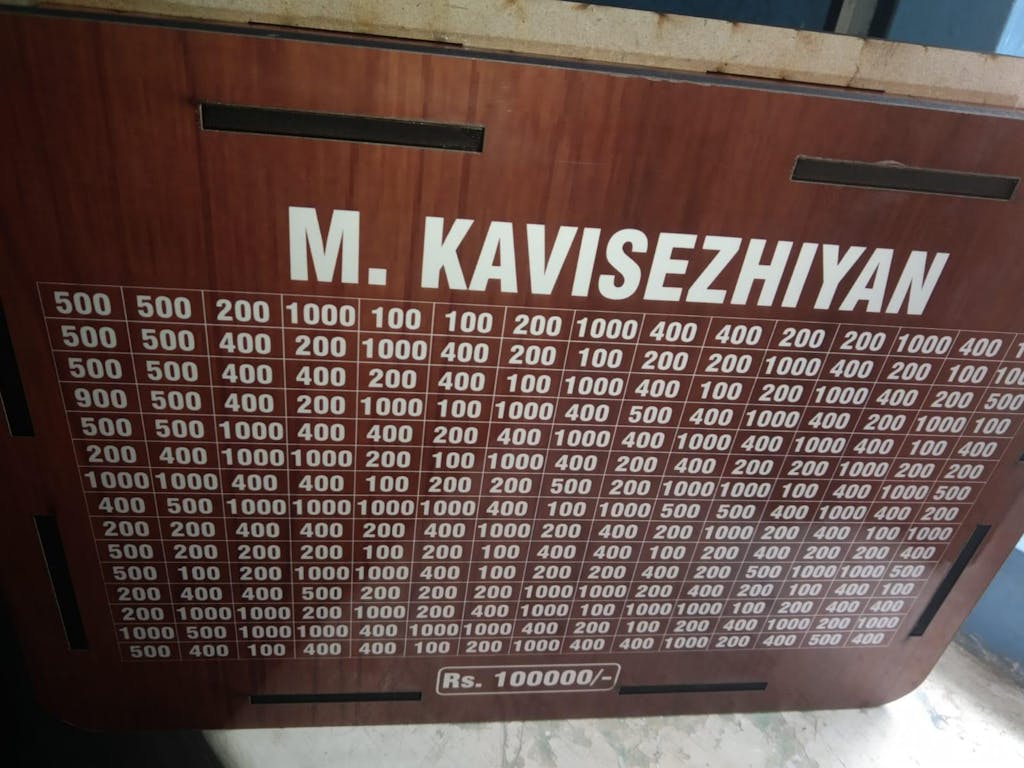 M. KAVISEZHIYAN
500 500 200 1000 100 100 200 1000 400 400 200 200 1000 400
500 500 400 200 1000 400 200 100 200 200 1000 400 200 100 100
500 500 400 400 200 400 100 1000 400 100 200 1000 400 200 500
900 500 400 200 1000 100 1000 400 500 400 1000 400 200 1000 100
500 500 1000 400 400 200 400 1000 400 1000 400 1000 400 100 400
200 400 1000 1000 200 100 1000 400 200 400 200 200 1000 200 200
1000 1000 400 400 100 200 200 500 200 1000 1000 100 400 1000 500
400 500 1000 1000 1000 1000 400 100 1000 500 500 400 1000 400 200
200 200 400 400 200 400 1000 200 400 200 1000 200 400 100 1000
500 200 200 200 100 200 100 400 400 100 200 400 200 200 400
500 100 200 1000 1000 400 100 200 200 400 200 500 1000 1000 500
200 400 400 500 200 200 200 1000 1000 200 400 200 100 400 100
200 1000 1000 200 1000 200 400 1000 100 1000 1000 100 200 400 400
1000 500 1000 1000 400 1000 1000 400 200 100 200 400 1000 200 1000
500 400 100 400 400 100 200 1000 400 400 1000 200 400 500 400
Rs. 100000/-